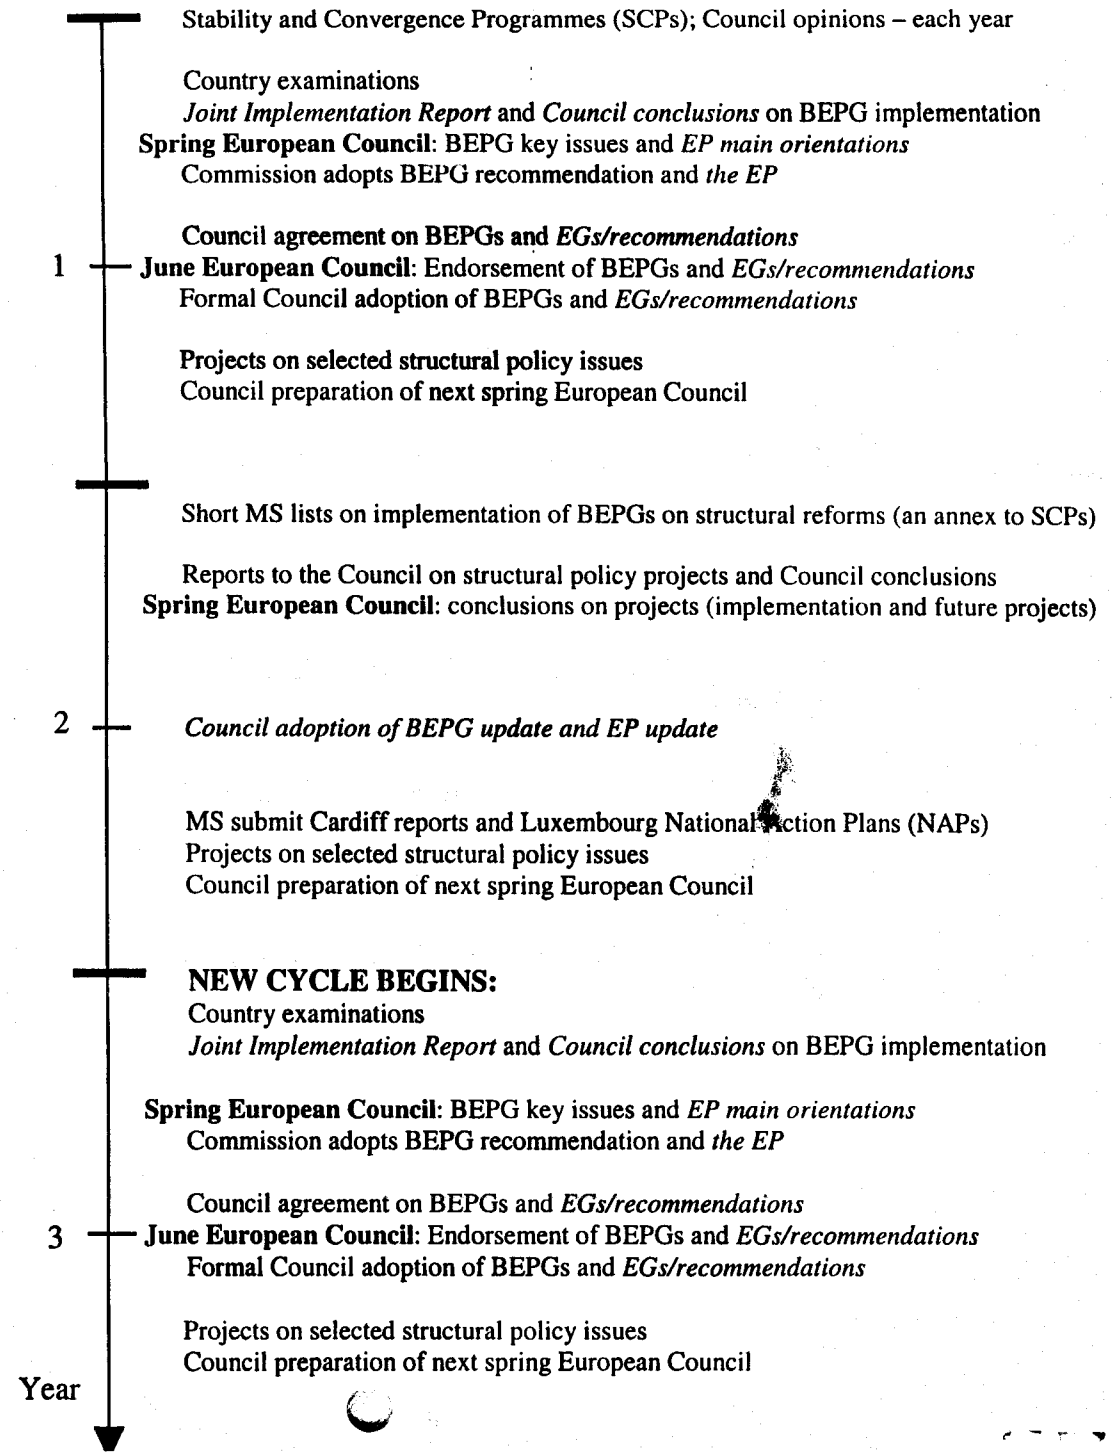 Stability and Convergence Programmes (SCPs); Council opinions – each year
Country examinations
Joint Implementation Report and Council conclusions on BEPG implementation
Spring European Council: BEPG key issues and EP main orientations
Commission adopts BEPG recommendation and the EP
Council agreement on BEPGs and EGs/recommendations
1 June European Council: Endorsement of BEPGs and EGs/recommendations
Formal Council adoption of BEPGs and EGs/recommendations
Projects on selected structural policy issues
Council preparation of next spring European Council
Short MS lists on implementation of BEPGs on structural reforms (an annex to SCPs)
Reports to the Council on structural policy projects and Council conclusions
Spring European Council: conclusions on projects (implementation and future projects)
2 Council adoption of BEPG update and EP update
MS submit Cardiff reports and Luxembourg National Action Plans (NAPs)
Projects on selected structural policy issues
Council preparation of next spring European Council
NEW CYCLE BEGINS:
Country examinations
Joint Implementation Report and Council conclusions on BEPG implementation
Spring European Council: BEPG key issues and EP main orientations
Commission adopts BEPG recommendation and the EP
Council agreement on BEPGs and EGs/recommendations
3 June European Council: Endorsement of BEPGs and EGs/recommendations
Formal Council adoption of BEPGs and EGs/recommendations
Projects on selected structural policy issues
Council preparation of next spring European Council
Year